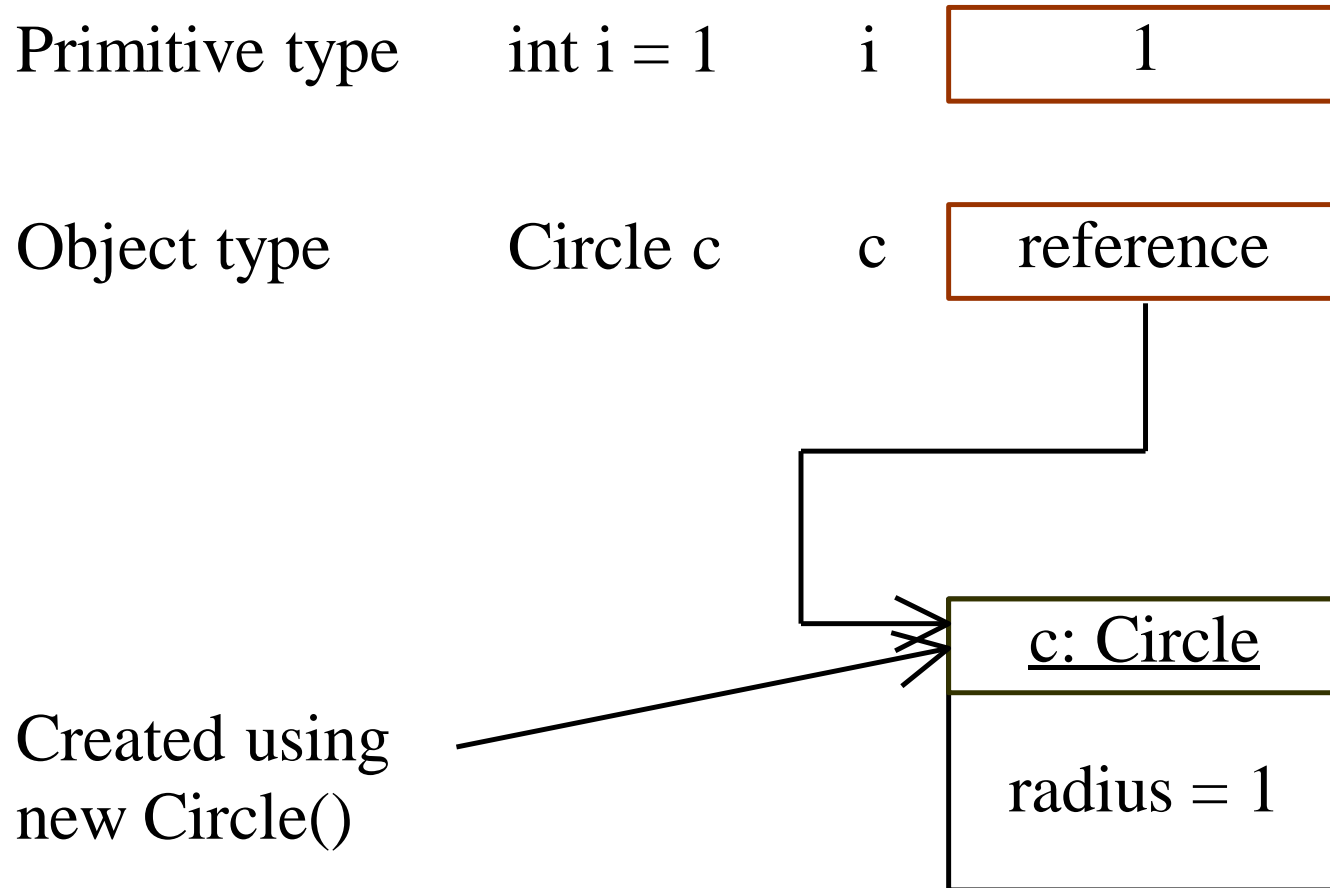 Primitive type int i = 1 i 1
Object type Circle c c reference
c: Circle
Created using
new Circle()
radius = 1